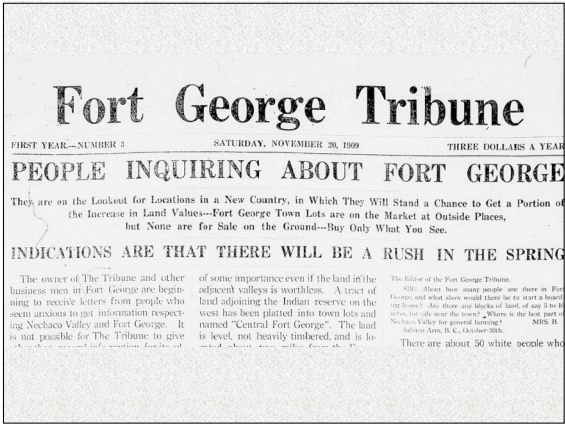 Fort George Tribune
FIRST YEAR.---NUMBER 3 SATURDAY, NOVEMBER 20, 1909 THREE DOLLARS A YEAR
PEOPLE INQUIRING ABOUT FORT GEORGE
They are on the Lookout for Locations in a New Country, in Which They Will Stand a Chance to Get a Portion of
the Increase in Land Values---Fort George Town Lots are on the Market at Outside Places,
but None are for Sale on the Ground---Buy Only What You See.
INDICATIONS ARE THAT THERE WILL BE A RUSH IN THE SPRING
The owner of The Tribune and other
business men in Fort George are begin-
ning to receive letters from people who
seem anxious to get information respect-
ing Nechaco Valley and Fort George. It
is not possible for The Tribune to give
of some importance even if the land in the
adjacent valleys is worthless. A tract of
land adjoining the Indian reserve on the
west has been platted into town lots and
named "Central Fort George". The land
is level, not heavily timbered, and is lo-
The Editor of the Fort George Tribune.
SIR: About how many men are there in Fort
George, and what show would there be to start a board-
ing house? Are there any blocks of land, of say 5 to 10
acres, for sale near the town? Where is the best part of
Nechaco Valley for general farming? MRS. B.
Salmon Arm, B. C., October 30th.
There are about 50 white people who